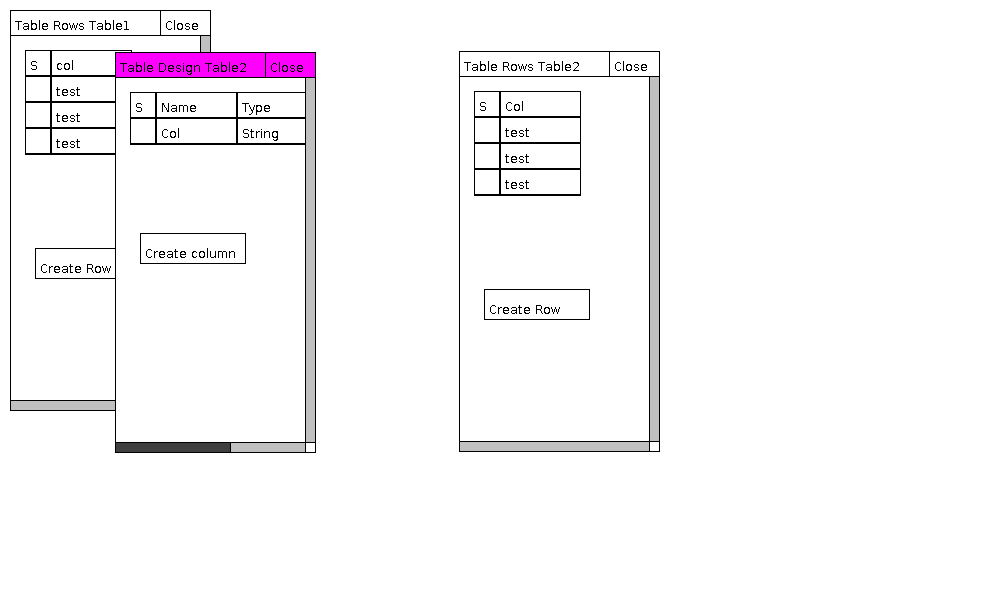 Table Rows Table1 Close
S col
test
test
test
Create Row
Table Design Table2 Close
S Name Type
Col String
Create column
Table Rows Table2 Close
S Col
test
test
test
Create Row